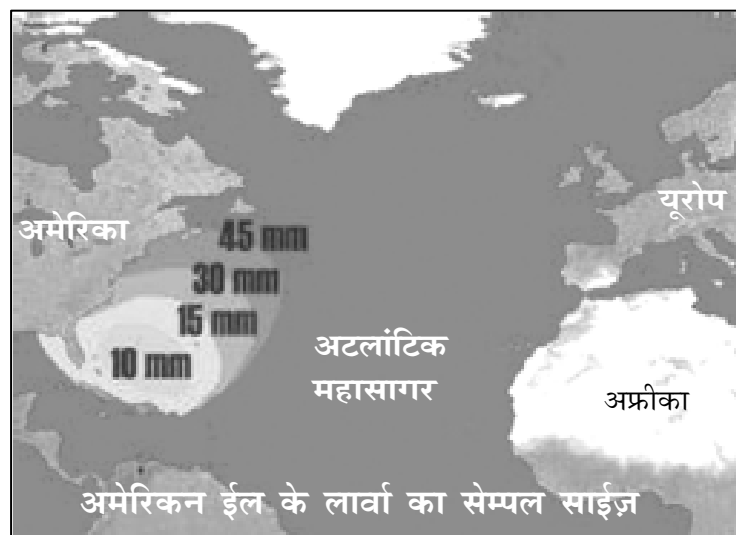 यूरोप
अमेरिका
45 mm
30 mm
15 mm
10 mm
अटलांटिक
महासागर
अफ्रीका
अमेरिकन ईल के लार्वा का सेम्पल साईज़